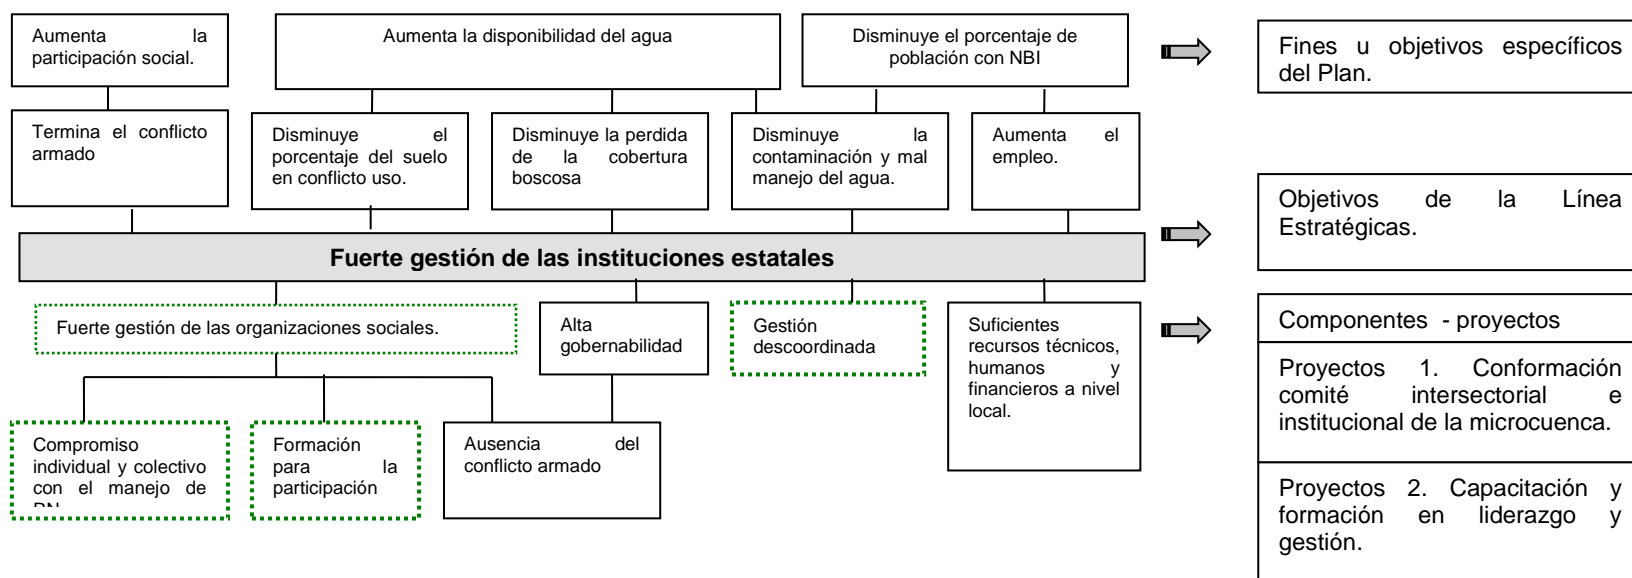 Aumenta la
participación social.
Aumenta la disponibilidad del agua
Disminuye el porcentaje de
población con NBI
Fines u objetivos específicos
del Plan.
Termina el conflicto
armado
Disminuye el
porcentaje del suelo
en conflicto uso.
Disminuye la perdida
de la cobertura
boscosa
Disminuye la
contaminación y mal
manejo del agua.
Aumenta el
empleo.
Objetivos de la Línea
Estratégicas.
Fuerte gestión de las instituciones estatales
Fuerte gestión de las organizaciones sociales.
Alta
gobernabilidad
Gestión
descoordinada
Suficientes
recursos técnicos,
humanos y
financieros a nivel
local.
Componentes - proyectos
Proyectos 1. Conformación
comité intersectorial e
institucional de la microcuenca.
Compromiso
individual y colectivo
con el manejo de
Formación
para la
participación
Ausencia del
conflicto armado
Proyectos 2. Capacitación y
formación en liderazgo y
gestión.